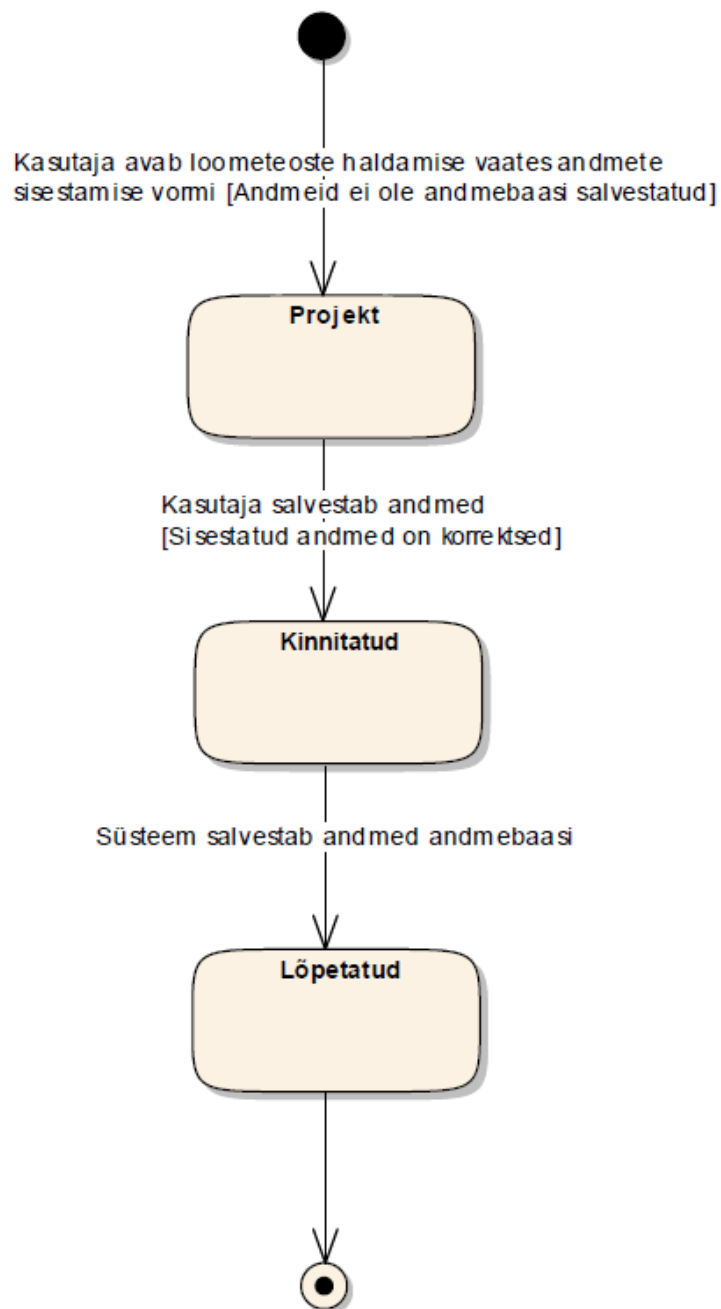 Kasutaja avab loometeoste haldamise vaates andmete
sisestamise vormi [Andmeid ei ole andmebaasi salvestatud]
Projekt
Kasutaja salvestab andmed
[Sisestatud andmed on korrektsed]
Kinnitatud
Süsteem salvestab andmed andmebaasi
Lõpetatud